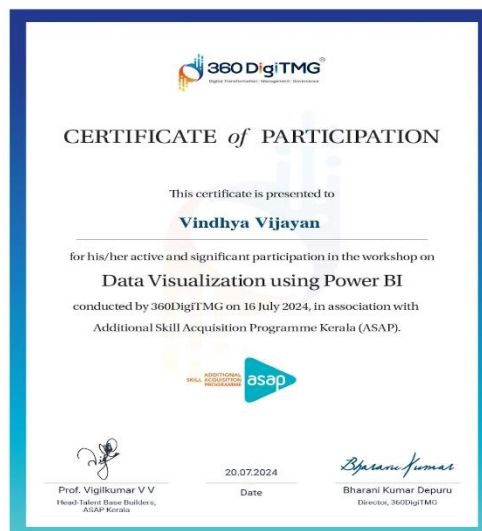 360DigiTMG®
Digital Transformation | Management | Governance
CERTIFICATE of PARTICIPATION
This certificate is presented to
Vindhya Vijayan
for his/her active and significant participation in the workshop on
Data Visualization using Power BI
conducted by 360DigiTMG on 16 July 2024, in association with
Additional Skill Acquisition Programme Kerala (ASAP).
ADDITIONAL
SKILL ACQUISITION
PROGRAMME
asap
Bharani Kumar
20.07.2024
Prof. Vigilkumar V V
Date
Bharani Kumar Depuru
Head-Talent Base Builders,
ASAP Kerala
Director, 360DigiTMG